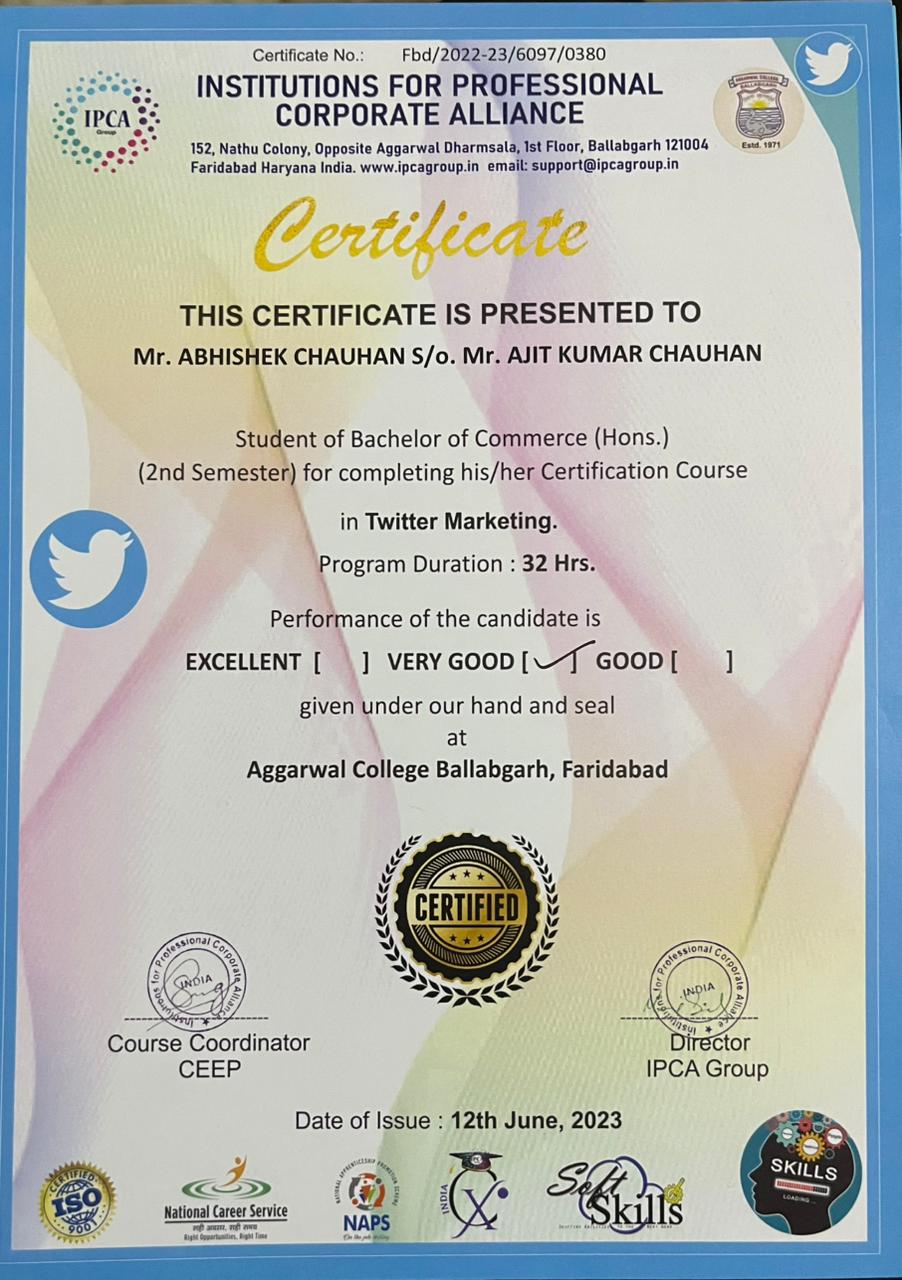 Certificate No.: Fbd/2022-23/6097/0380
IPCA
Group
INSTITUTIONS FOR PROFESSIONAL
CORPORATE ALLIANCE
AGGARWAL COLLEGE
BALLABGARH
Estd. 1971
152, Nathu Colony, Opposite Aggarwal Dharmsala, 1st Floor, Ballabgarh 121004
Faridabad Haryana India. www.ipcagroup.in email: support@ipcagroup.in
Certificate
THIS CERTIFICATE IS PRESENTED TO
Mr. ABHISHEK CHAUHAN S/o. Mr. AJIT KUMAR CHAUHAN
Student of Bachelor of Commerce (Hons.)
(2nd Semester) for completing his/her Certification Course
in Twitter Marketing.
Program Duration : 32 Hrs.
Performance of the candidate is
EXCELLENT [ ] VERY GOOD [✓] GOOD [ ]
given under our hand and seal
at
Aggarwal College Ballabgarh, Faridabad
CERTIFIED
Institutions for Professional Corporate Alliance
INDIA
Course Coordinator
CEEP
Institutions for Professional Corporate Alliance
INDIA
Director
IPCA Group
Date of Issue : 12th June, 2023
CERTIFIED
ISO
9001
National Career Service
सही अवसर, सही समय
Right Opportunities, Right Time
NATIONAL APPRENTICESHIP PROMOTION SCHEME
NAPS
On the job skilling
INDIA
Soft
Skills
SKILLS
LOADING...